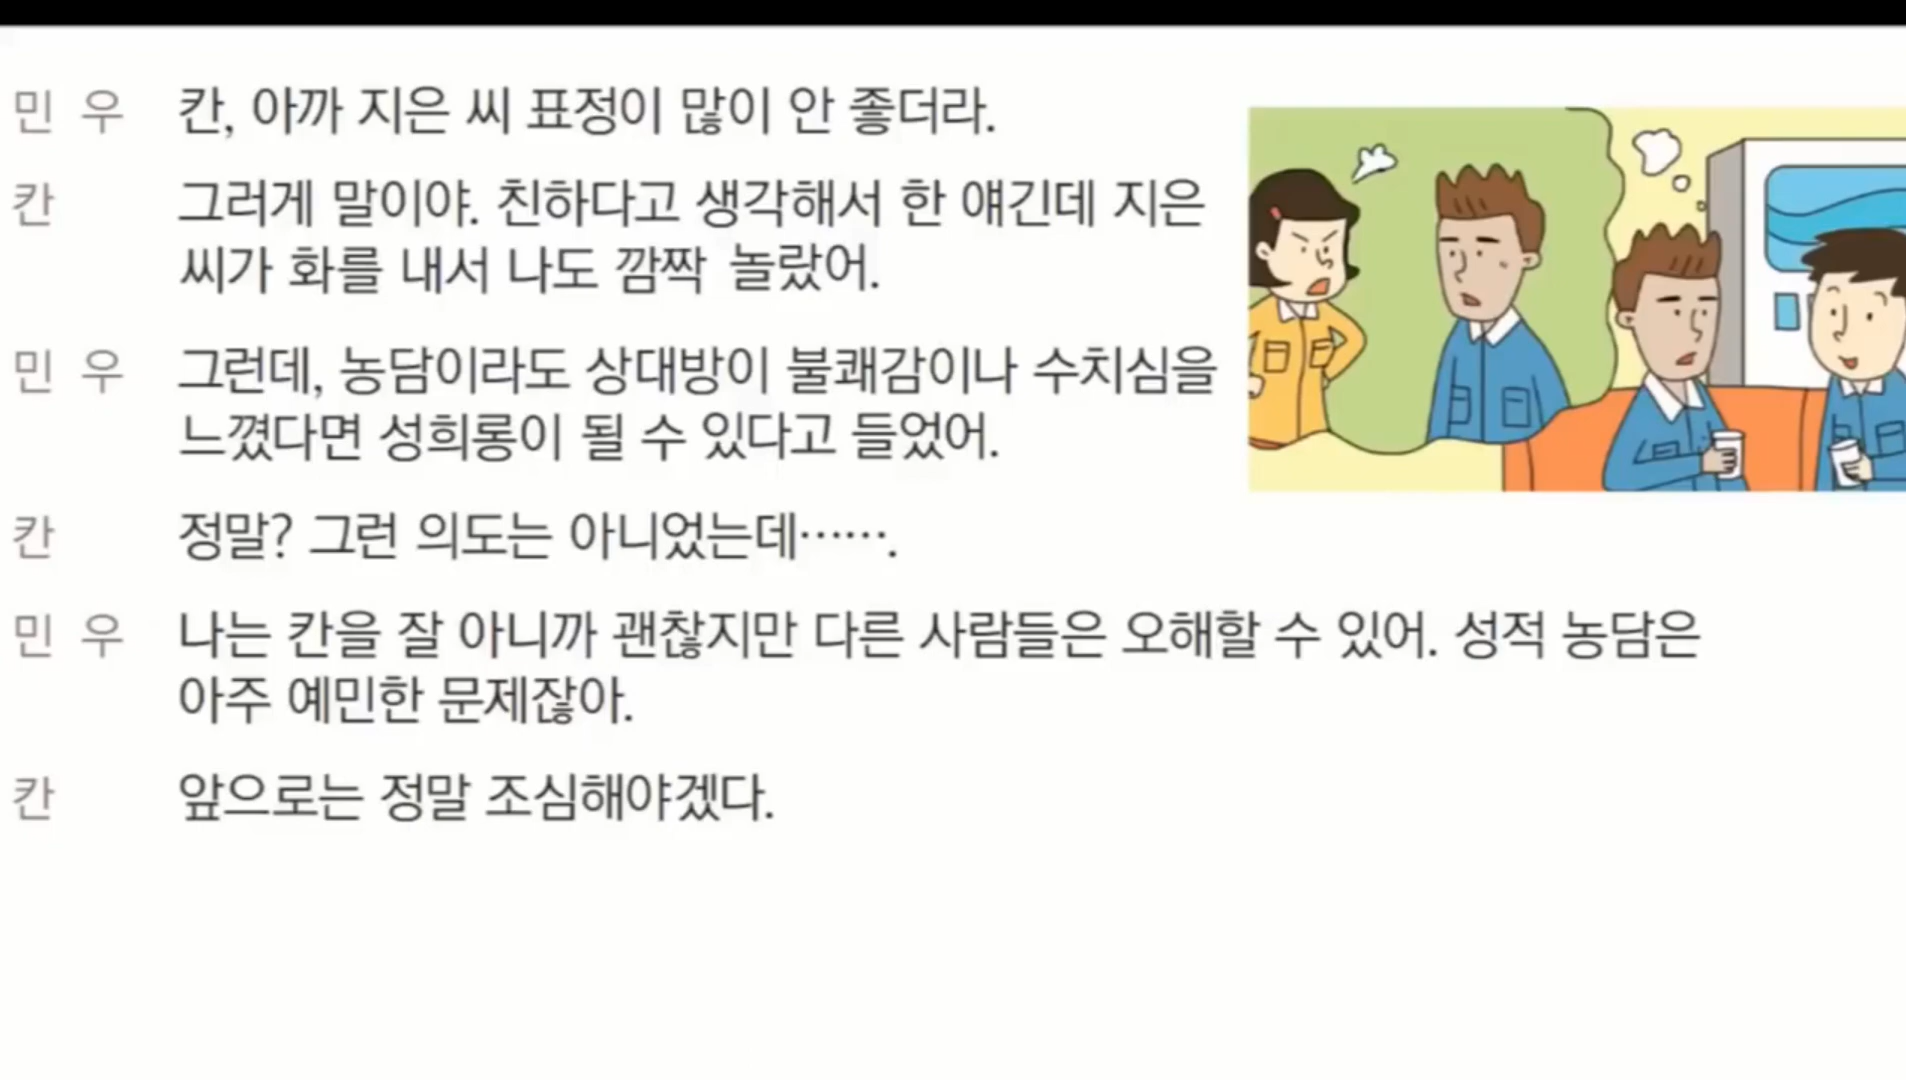 민 우 칸, 아까 지은 씨 표정이 많이 안 좋더라.
칸 그러게 말이야. 친하다고 생각해서 한 얘긴데 지은
씨가 화를 내서 나도 깜짝 놀랐어.
민 우 그런데, 농담이라도 상대방이 불쾌감이나 수치심을
느꼈다면 성희롱이 될 수 있다고 들었어.
칸 정말? 그런 의도는 아니었는데…….
민 우 나는 칸을 잘 아니까 괜찮지만 다른 사람들은 오해할 수 있어. 성적 농담은
아주 예민한 문제잖아.
칸 앞으로는 정말 조심해야겠다.